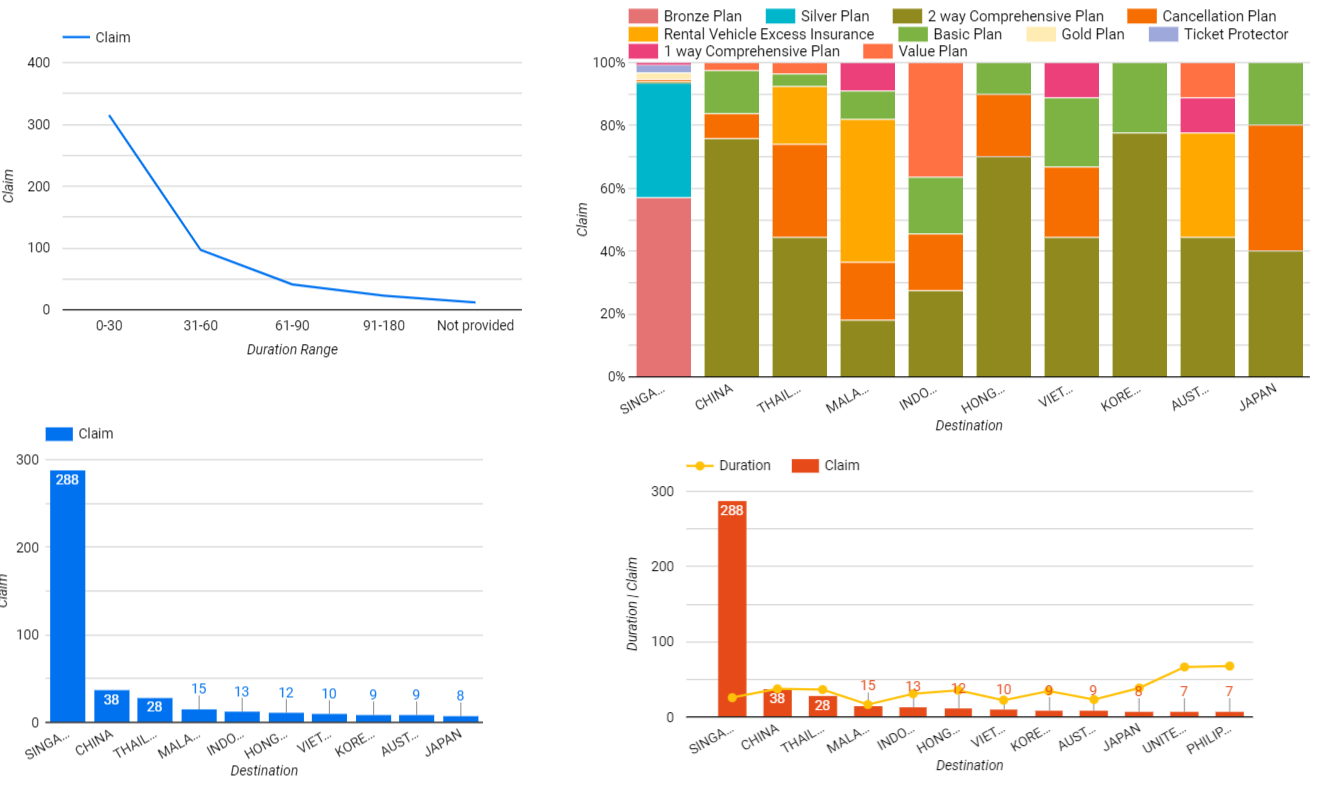 Claim
400
300
200
100
0
Claim
0-30 31-60 61-90 91-180 Not provided
Duration Range
Bronze Plan Silver Plan 2 way Comprehensive Plan Cancellation Plan
Rental Vehicle Excess Insurance Basic Plan Gold Plan Ticket Protector
1 way Comprehensive Plan Value Plan
100%
80%
60%
40%
20%
0%
Claim
SINGA... CHINA THAIL... MALA... INDO... HONG... VIET... KORE... AUST... JAPAN
Destination
Claim
300
200
100
0
Claim
288 38 28 15 13 12 10 9 9 8
SINGA... CHINA THAIL... MALA... INDO... HONG... VIET... KORE... AUST... JAPAN
Destination
Duration Claim
300
200
100
0
Duration | Claim
288 38 28 15 13 12 10 9 9 8 7 7
SINGA... CHINA THAIL... MALA... INDO... HONG... VIET... KORE... AUST... JAPAN UNITE... PHILIP...
Destination